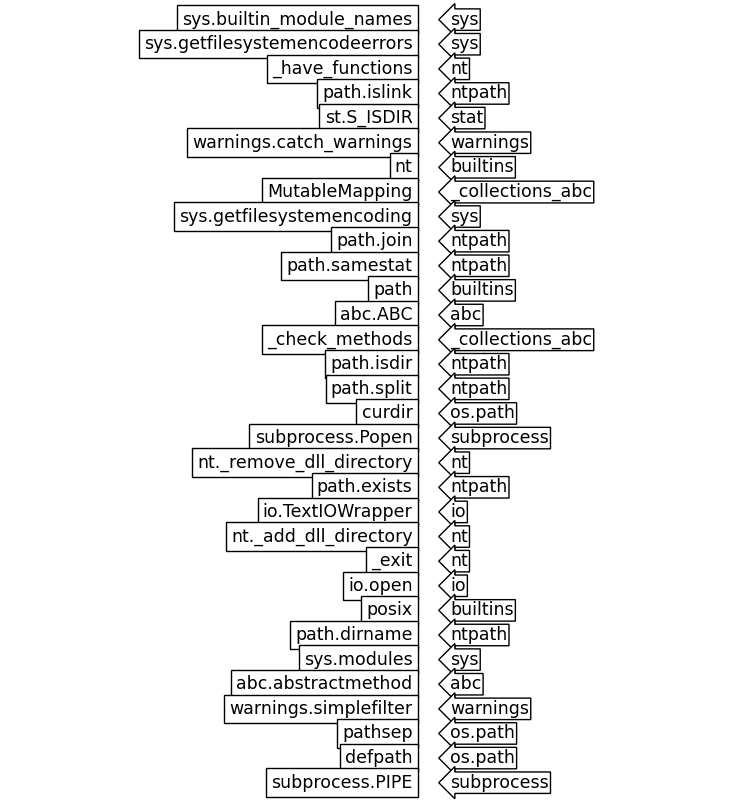 sys.builtin_module_names sys
sys.getfilesystemencodeerrors sys
_have_functions nt
path.islink ntpath
st.S_ISDIR stat
warnings.catch_warnings warnings
nt builtins
MutableMapping _collections_abc
sys.getfilesystemencoding sys
path.join ntpath
path.samestat ntpath
path builtins
abc.ABC abc
_check_methods _collections_abc
path.isdir ntpath
path.split ntpath
curdir os.path
subprocess.Popen subprocess
nt._remove_dll_directory nt
path.exists ntpath
io.TextIOWrapper io
nt._add_dll_directory nt
_exit nt
io.open io
posix builtins
path.dirname ntpath
sys.modules sys
abc.abstractmethod abc
warnings.simplefilter warnings
pathsep os.path
defpath os.path
subprocess.PIPE subprocess